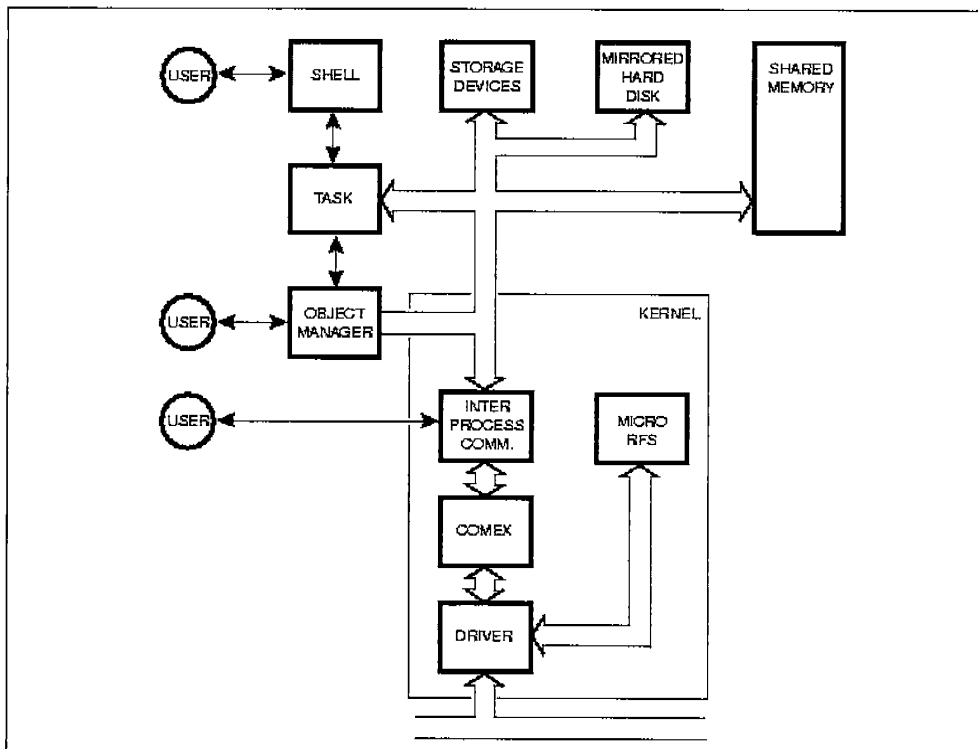 USER
SHELL
STORAGE
DEVICES
MIRRORED
HARD
DISK
SHARED
MEMORY
TASK
USER
OBJECT
MANAGER
KERNEL
USER
INTER
PROCESS
COMM.
MICRO
RFS
COMEX
DRIVER